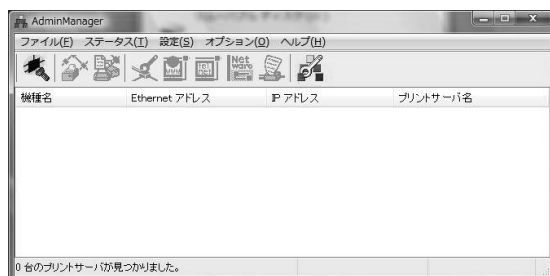 AdminManager
ファイル(F) ステータス(T) 設定(S) オプション(O) ヘルプ(H)
Net ware
機種名 Ethernet アドレス IP アドレス プリントサーバ名
0 台のプリントサーバが見つかりました。